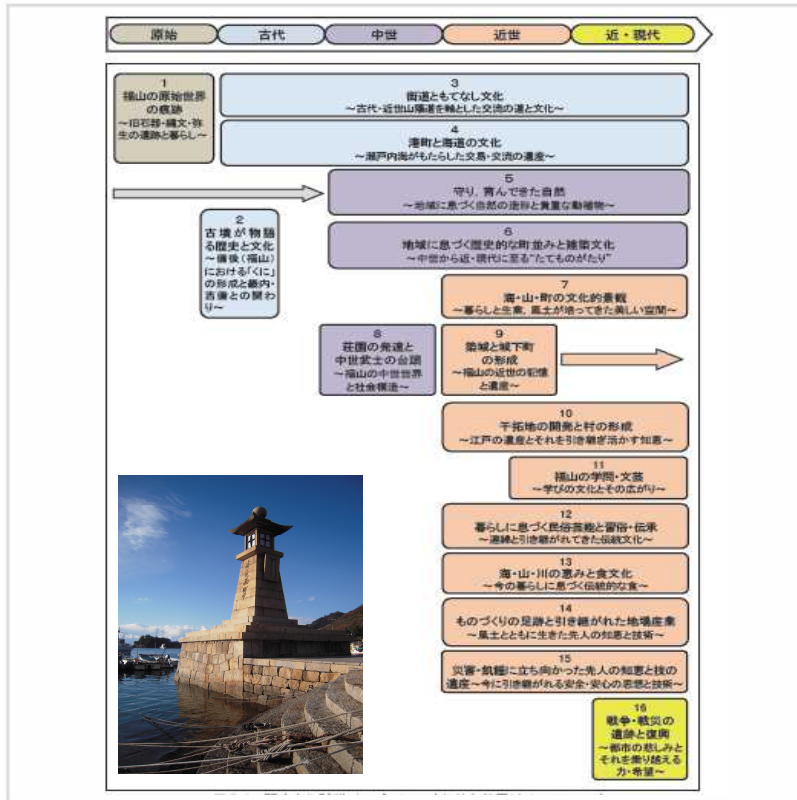 原始
古代
中世
近世
近・現代
1
福山の原始世界
の痕跡
～旧石器・縄文・弥
生の遺跡と暮らし～
3
街道ともてなし文化
～古代・近世山陽道を軸とした交流の道と文化～
4
港町と海道の文化
～瀬戸内海がもたらした交易・交流の遺産～
5
守り，育んできた自然
～地域に息づく自然の造形と貴重な動植物～
2
古墳が物語
る歴史と文化
～備後（福山）
における「くに」
の形成と畿内・
吉備との関わ
り～
6
地域に息づく歴史的な町並みと建築文化
～中世から近・現代に至る“たてものがたり”
7
海・山・町の文化的景観
～暮らしと生業，風土が培ってきた美しい空間～
8
荘園の発達と
中世武士の台頭
～福山の中世世界
と社会構造～
9
築城と城下町
の形成
～福山の近世の記憶
と遺産～
10
干拓地の開発と村の形成
～江戸の遺産とそれを引き継ぎ活かす知恵～
11
福山の学問・文芸
～学びの文化とその広がり～
12
暮らしに息づく民俗芸能と習俗・伝承
～連綿と引き継がれてきた伝統文化～
13
海・山・川の恵みと食文化
～今の暮らしに息づく伝統的な食～
14
ものづくりの足跡と引き継がれた地場産業
～風土とともに生きた先人の知恵と技術～
15
災害・飢饉に立ち向かった先人の知恵と技の
遺産～今に引き継がれる安全・安心の思想と技術～
16
戦争・戦災の
遺跡と復興
～都市の悲しみと
それを乗り越える
力・希望～